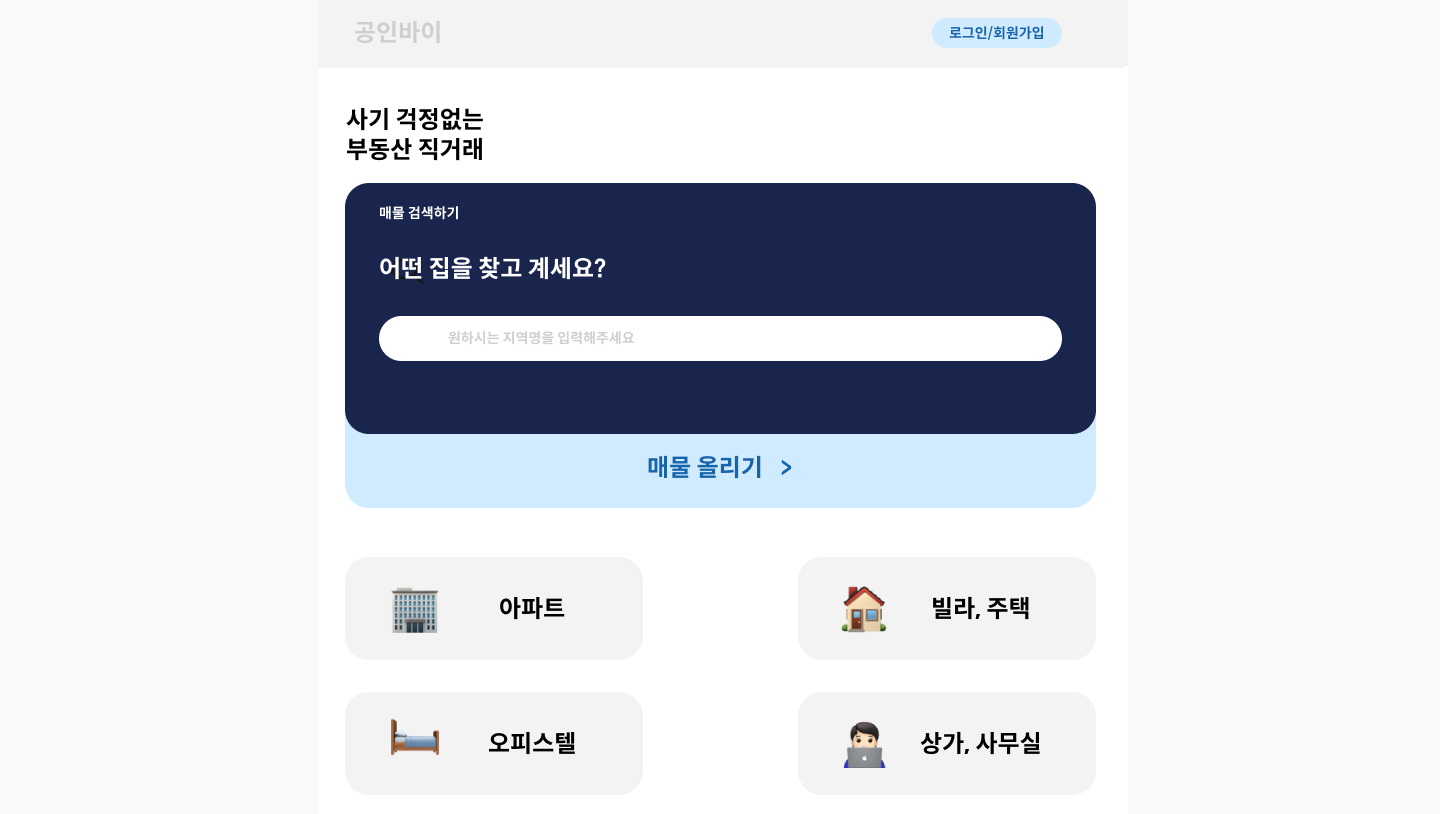 공인바이
로그인/회원가입
사기 걱정없는
부동산 직거래
매물 검색하기
어떤 집을 찾고 계세요?
원하시는 지역명을 입력해주세요
매물 올리기 >
아파트
빌라, 주택
오피스텔
상가, 사무실